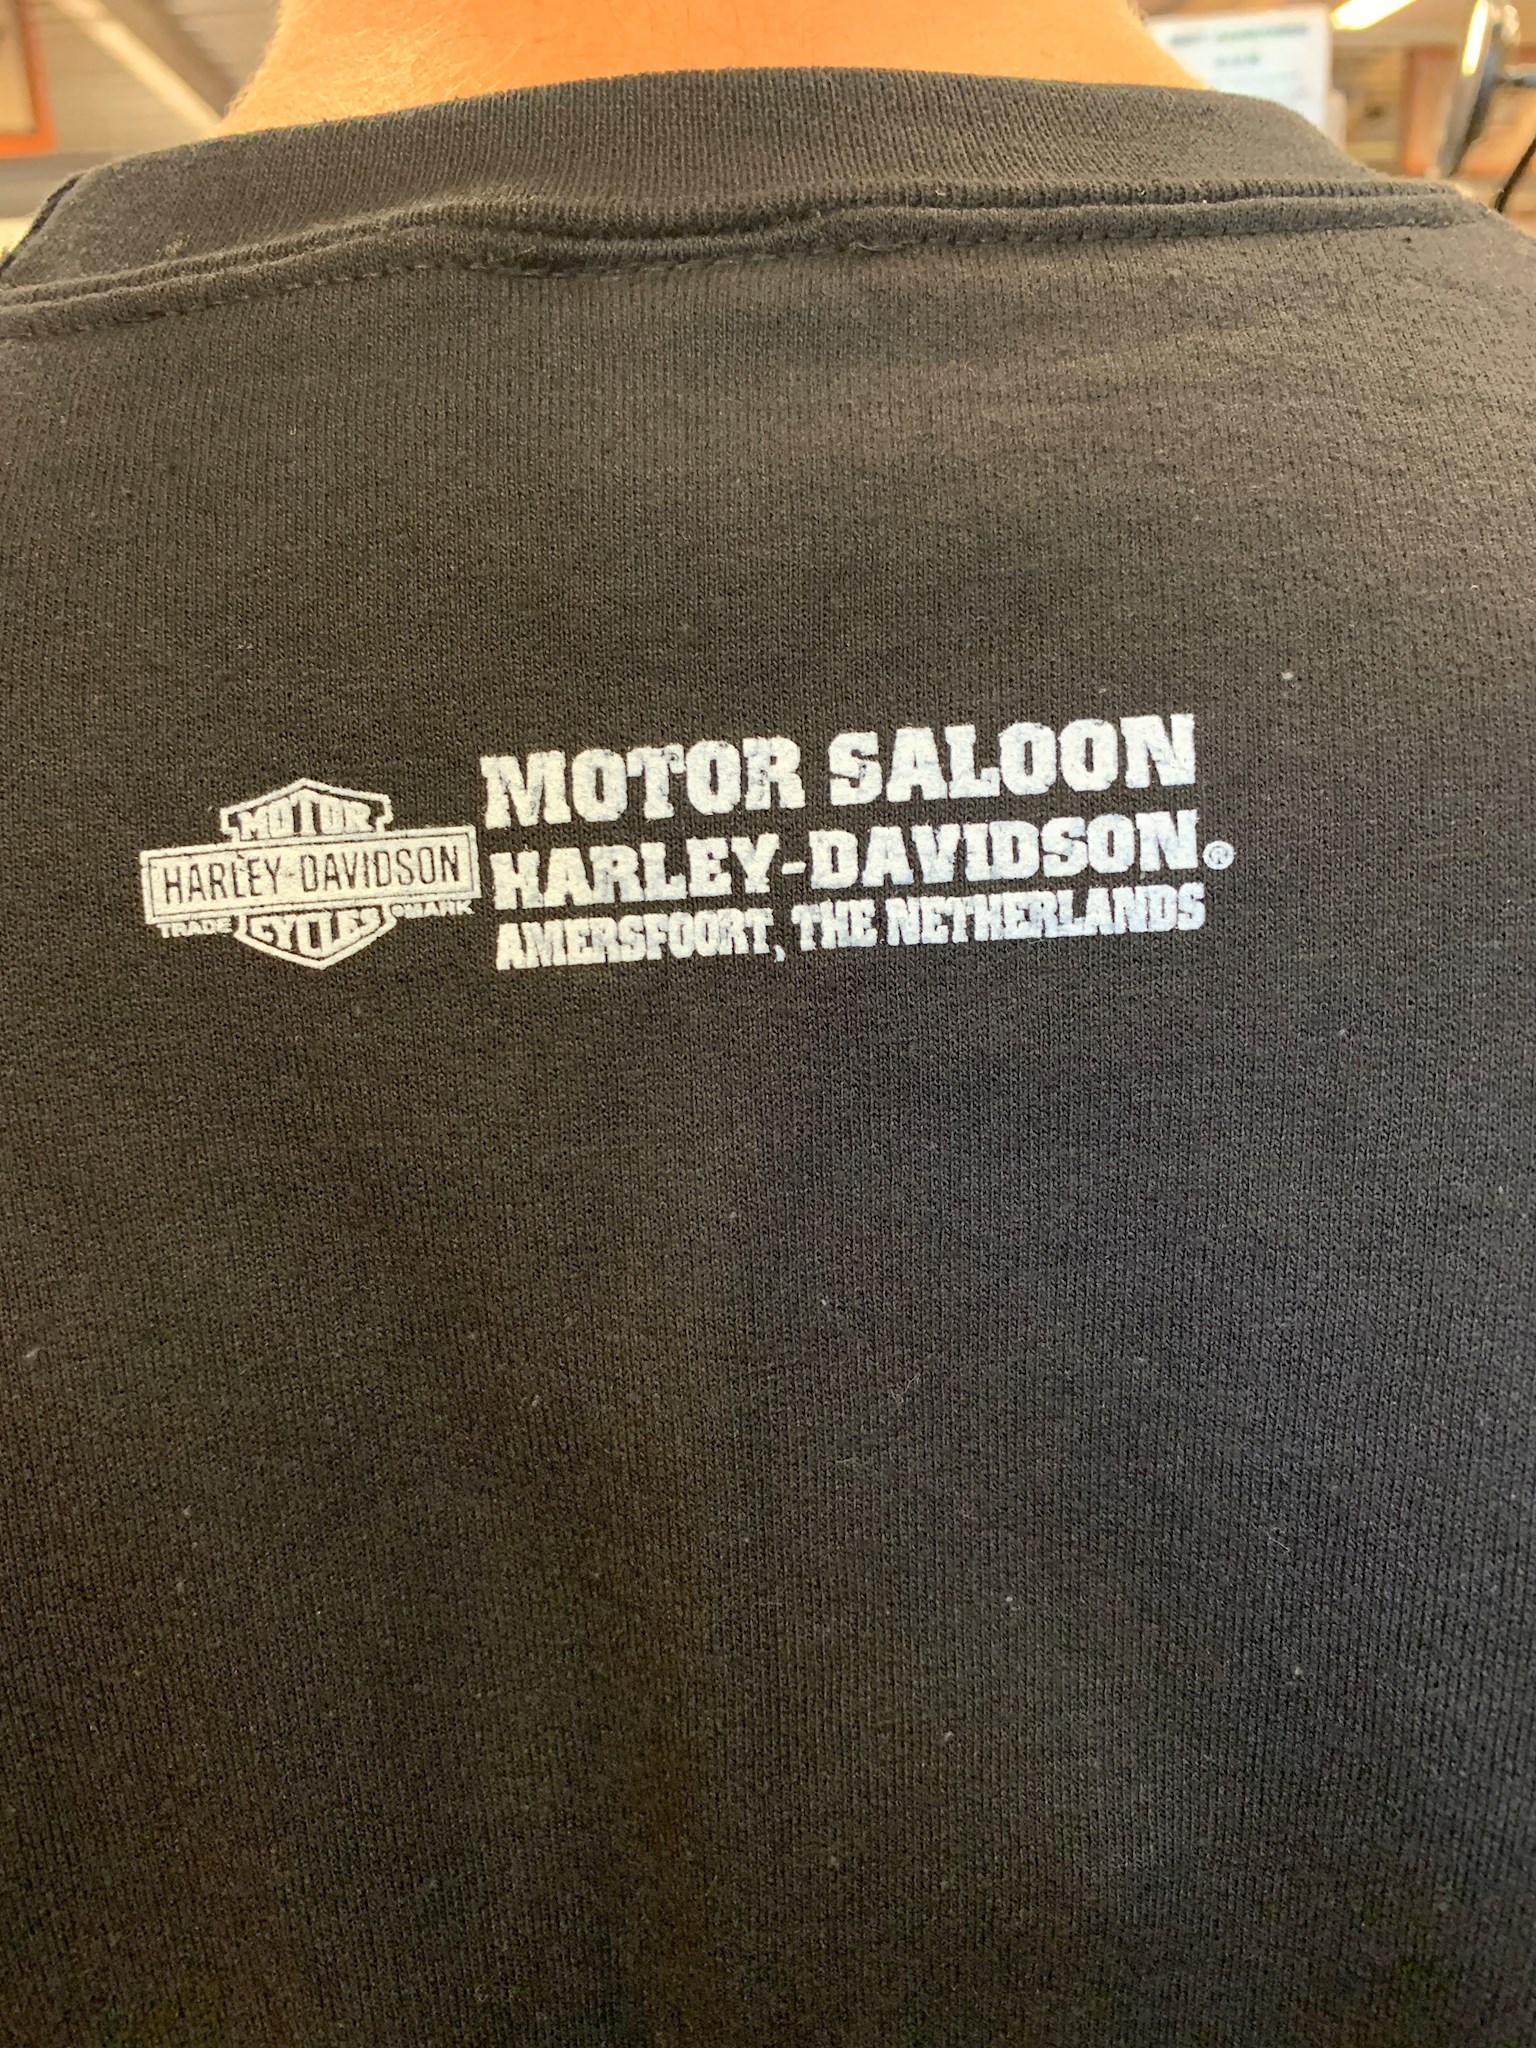 MOTOR
HARLEY-DAVIDSON
TRADE MARK
CYCLES
MOTOR SALOON
HARLEY-DAVIDSON®
AMERSFOORT, THE NETHERLANDS